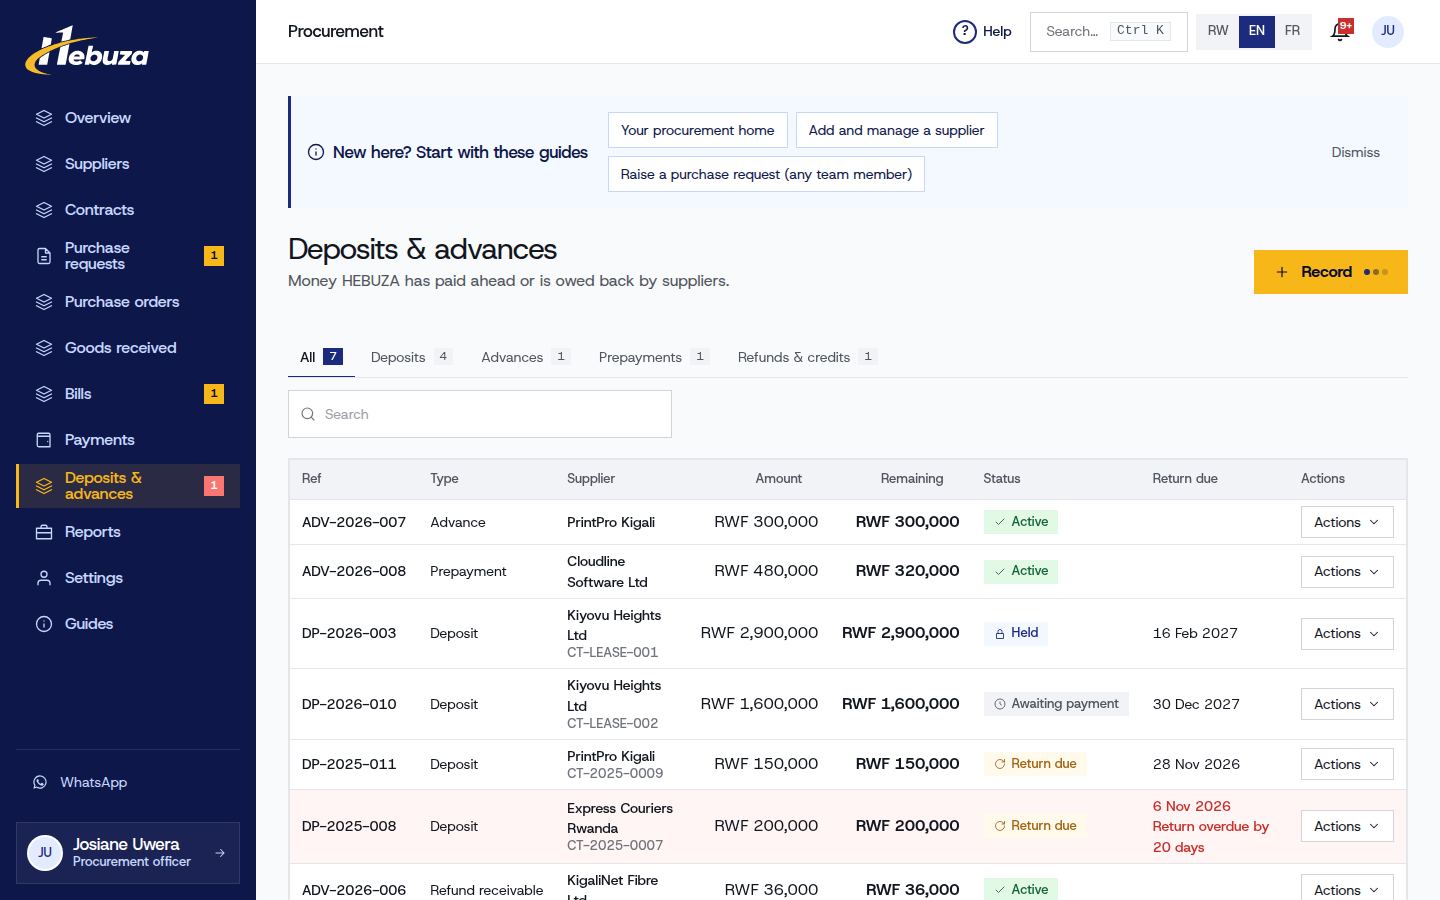 Hebuza
Overview
Suppliers
Contracts
Purchase
requests
1
Purchase orders
Goods received
Bills
1
Payments
Deposits &
advances
1
Reports
Settings
Guides
WhatsApp
JU
Josiane Uwera
Procurement officer
Procurement
? Help
Search... Ctrl K
RW EN FR
9+
JU
New here? Start with these guides
Your procurement home
Add and manage a supplier
Raise a purchase request (any team member)
Dismiss
Deposits & advances
Money HEBUZA has paid ahead or is owed back by suppliers.
+ Record
All 7 Deposits 4 Advances 1 Prepayments 1 Refunds & credits 1
Search
Ref Type Supplier Amount Remaining Status Return due Actions
ADV-2026-007 Advance PrintPro Kigali RWF 300,000 RWF 300,000 Active Actions
ADV-2026-008 Prepayment Cloudline
Software Ltd RWF 480,000 RWF 320,000 Active Actions
DP-2026-003 Deposit Kiyovu Heights
Ltd
CT-LEASE-001 RWF 2,900,000 RWF 2,900,000 Held 16 Feb 2027 Actions
DP-2026-010 Deposit Kiyovu Heights
Ltd
CT-LEASE-002 RWF 1,600,000 RWF 1,600,000 Awaiting payment 30 Dec 2027 Actions
DP-2025-011 Deposit PrintPro Kigali
CT-2025-0009 RWF 150,000 RWF 150,000 Return due 28 Nov 2026 Actions
DP-2025-008 Deposit Express Couriers
Rwanda
CT-2025-0007 RWF 200,000 RWF 200,000 Return due 6 Nov 2026
Return overdue by
20 days Actions
ADV-2026-006 Refund receivable KigaliNet Fibre
Ltd RWF 36,000 RWF 36,000 Active Actions